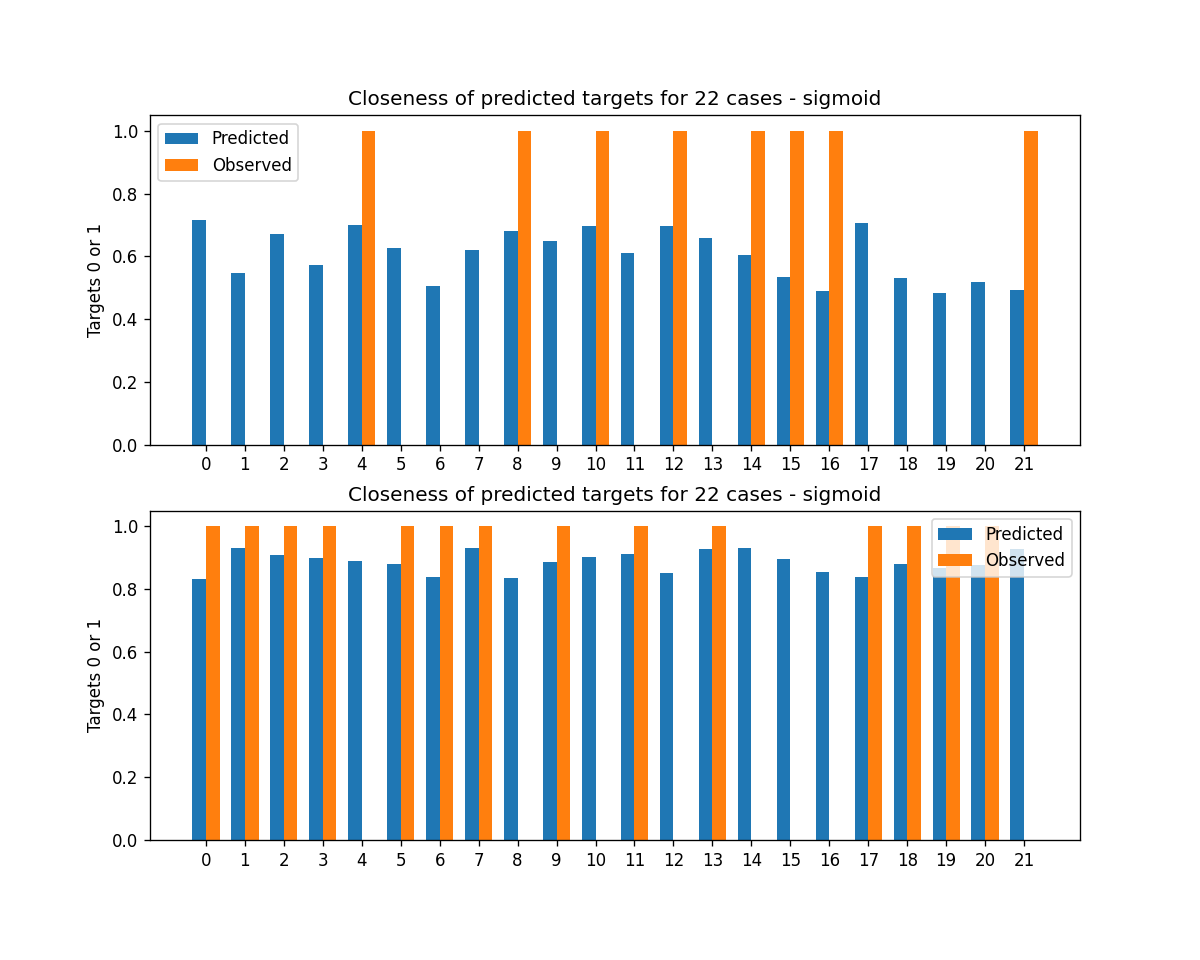 Closeness of predicted targets for 22 cases - sigmoid
Predicted
Observed
Targets 0 or 1
1.0
0.8
0.6
0.4
0.2
0.0
0 1 2 3 4 5 6 7 8 9 10 11 12 13 14 15 16 17 18 19 20 21
Closeness of predicted targets for 22 cases - sigmoid
Predicted
Observed
Targets 0 or 1
1.0
0.8
0.6
0.4
0.2
0.0
0 1 2 3 4 5 6 7 8 9 10 11 12 13 14 15 16 17 18 19 20 21